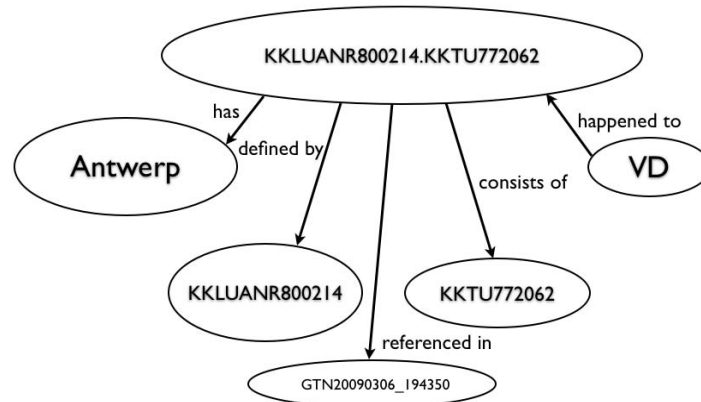 KKLUANR800214.KKTU772062
has
happened to
Antwerp
defined by
VD
consists of
KKLUANR800214
KKTU772062
referenced in
GTN20090306_194350